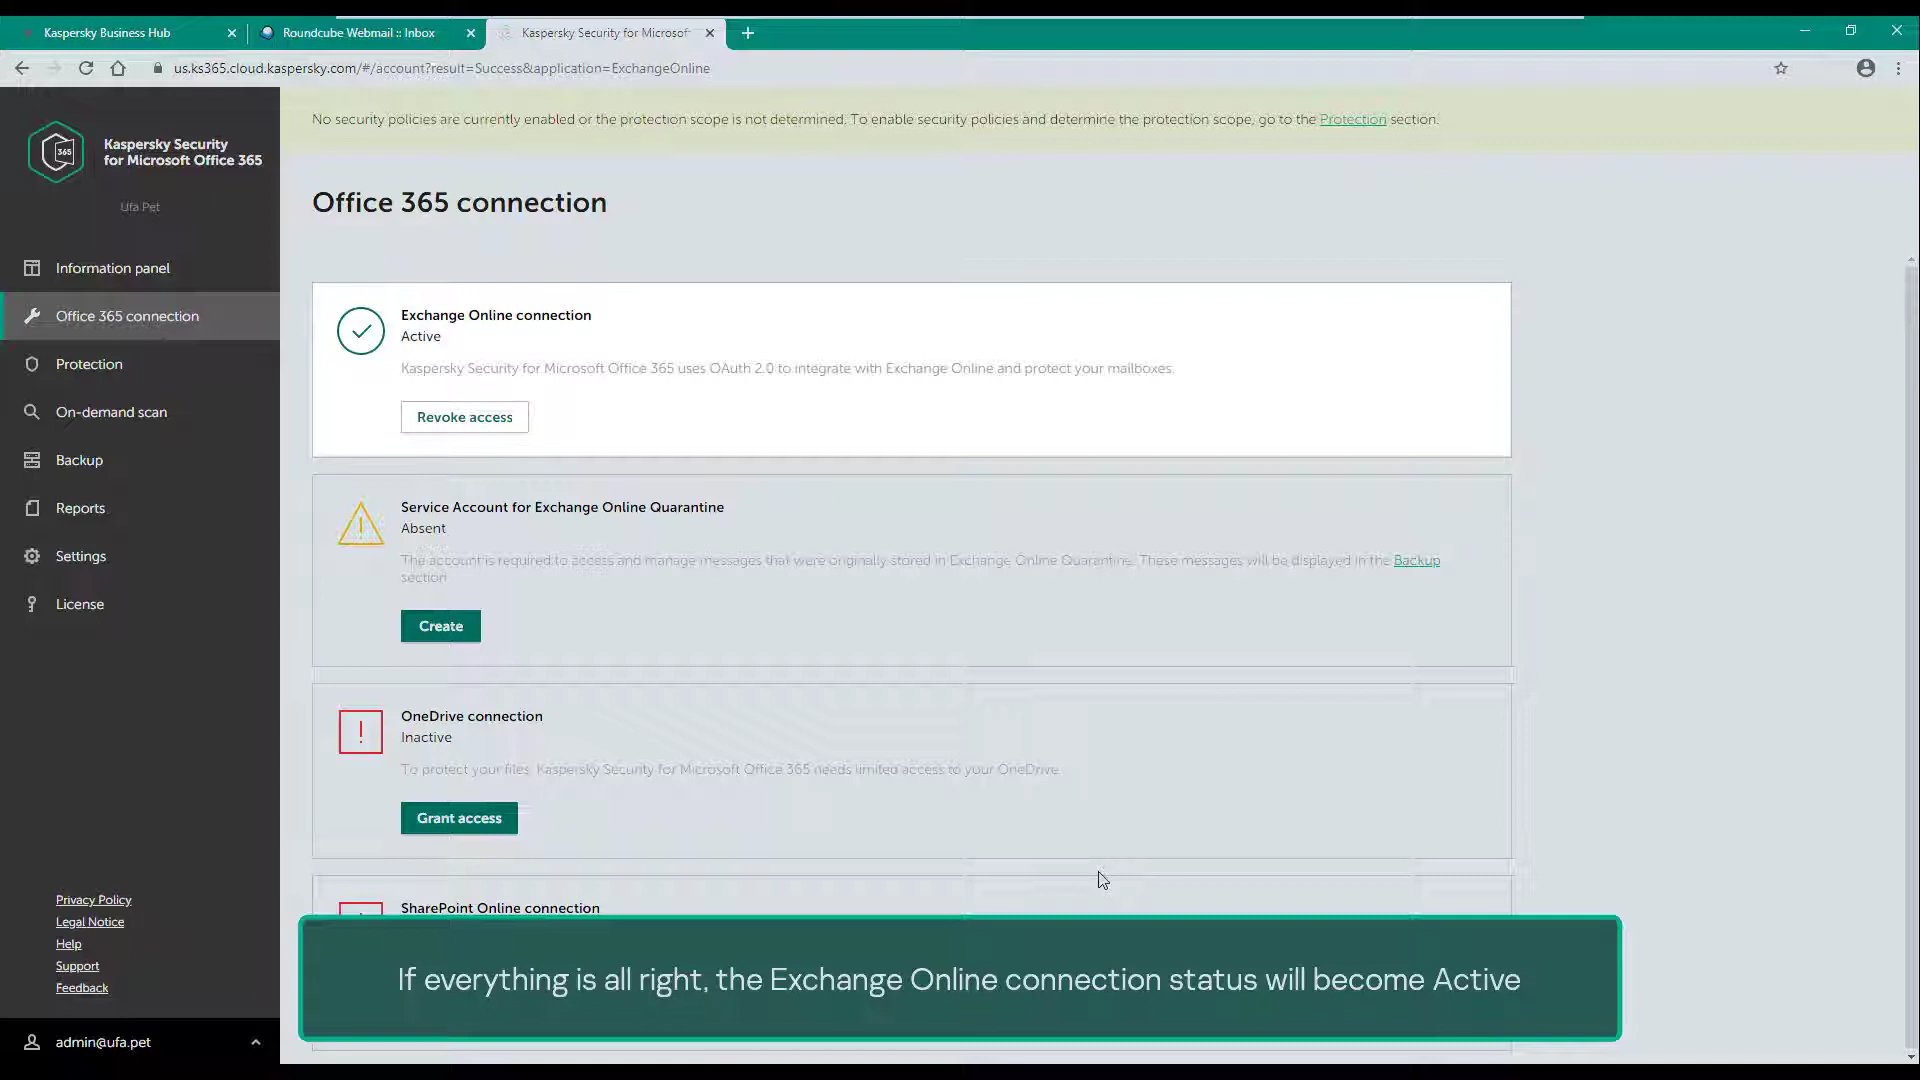 Kaspersky Business Hub
Roundcube Webmail :: Inbox
Kaspersky Security for Microsof
us.ks365.cloud.kaspersky.com/#/account?result=Success&application=ExchangeOnline
365
Kaspersky Security
for Microsoft Office 365
Ufa Pet
Information panel
Office 365 connection
Protection
On-demand scan
Backup
Reports
Settings
License
Privacy Policy
Legal Notice
Help
Support
Feedback
admin@ufa.pet
No security policies are currently enabled or the protection scope is not determined. To enable security policies and determine the protection scope, go to the Protection section.
Office 365 connection
Exchange Online connection
Active
Kaspersky Security for Microsoft Office 365 uses OAuth 2.0 to integrate with Exchange Online and protect your mailboxes.
Revoke access
Service Account for Exchange Online Quarantine
Absent
The account is required to access and manage messages that were originally stored in Exchange Online Quarantine. These messages will be displayed in the Backup
section
Create
OneDrive connection
Inactive
To protect your files, Kaspersky Security for Microsoft Office 365 needs limited access to your OneDrive.
Grant access
SharePoint Online connection
If everything is all right, the Exchange Online connection status will become Active